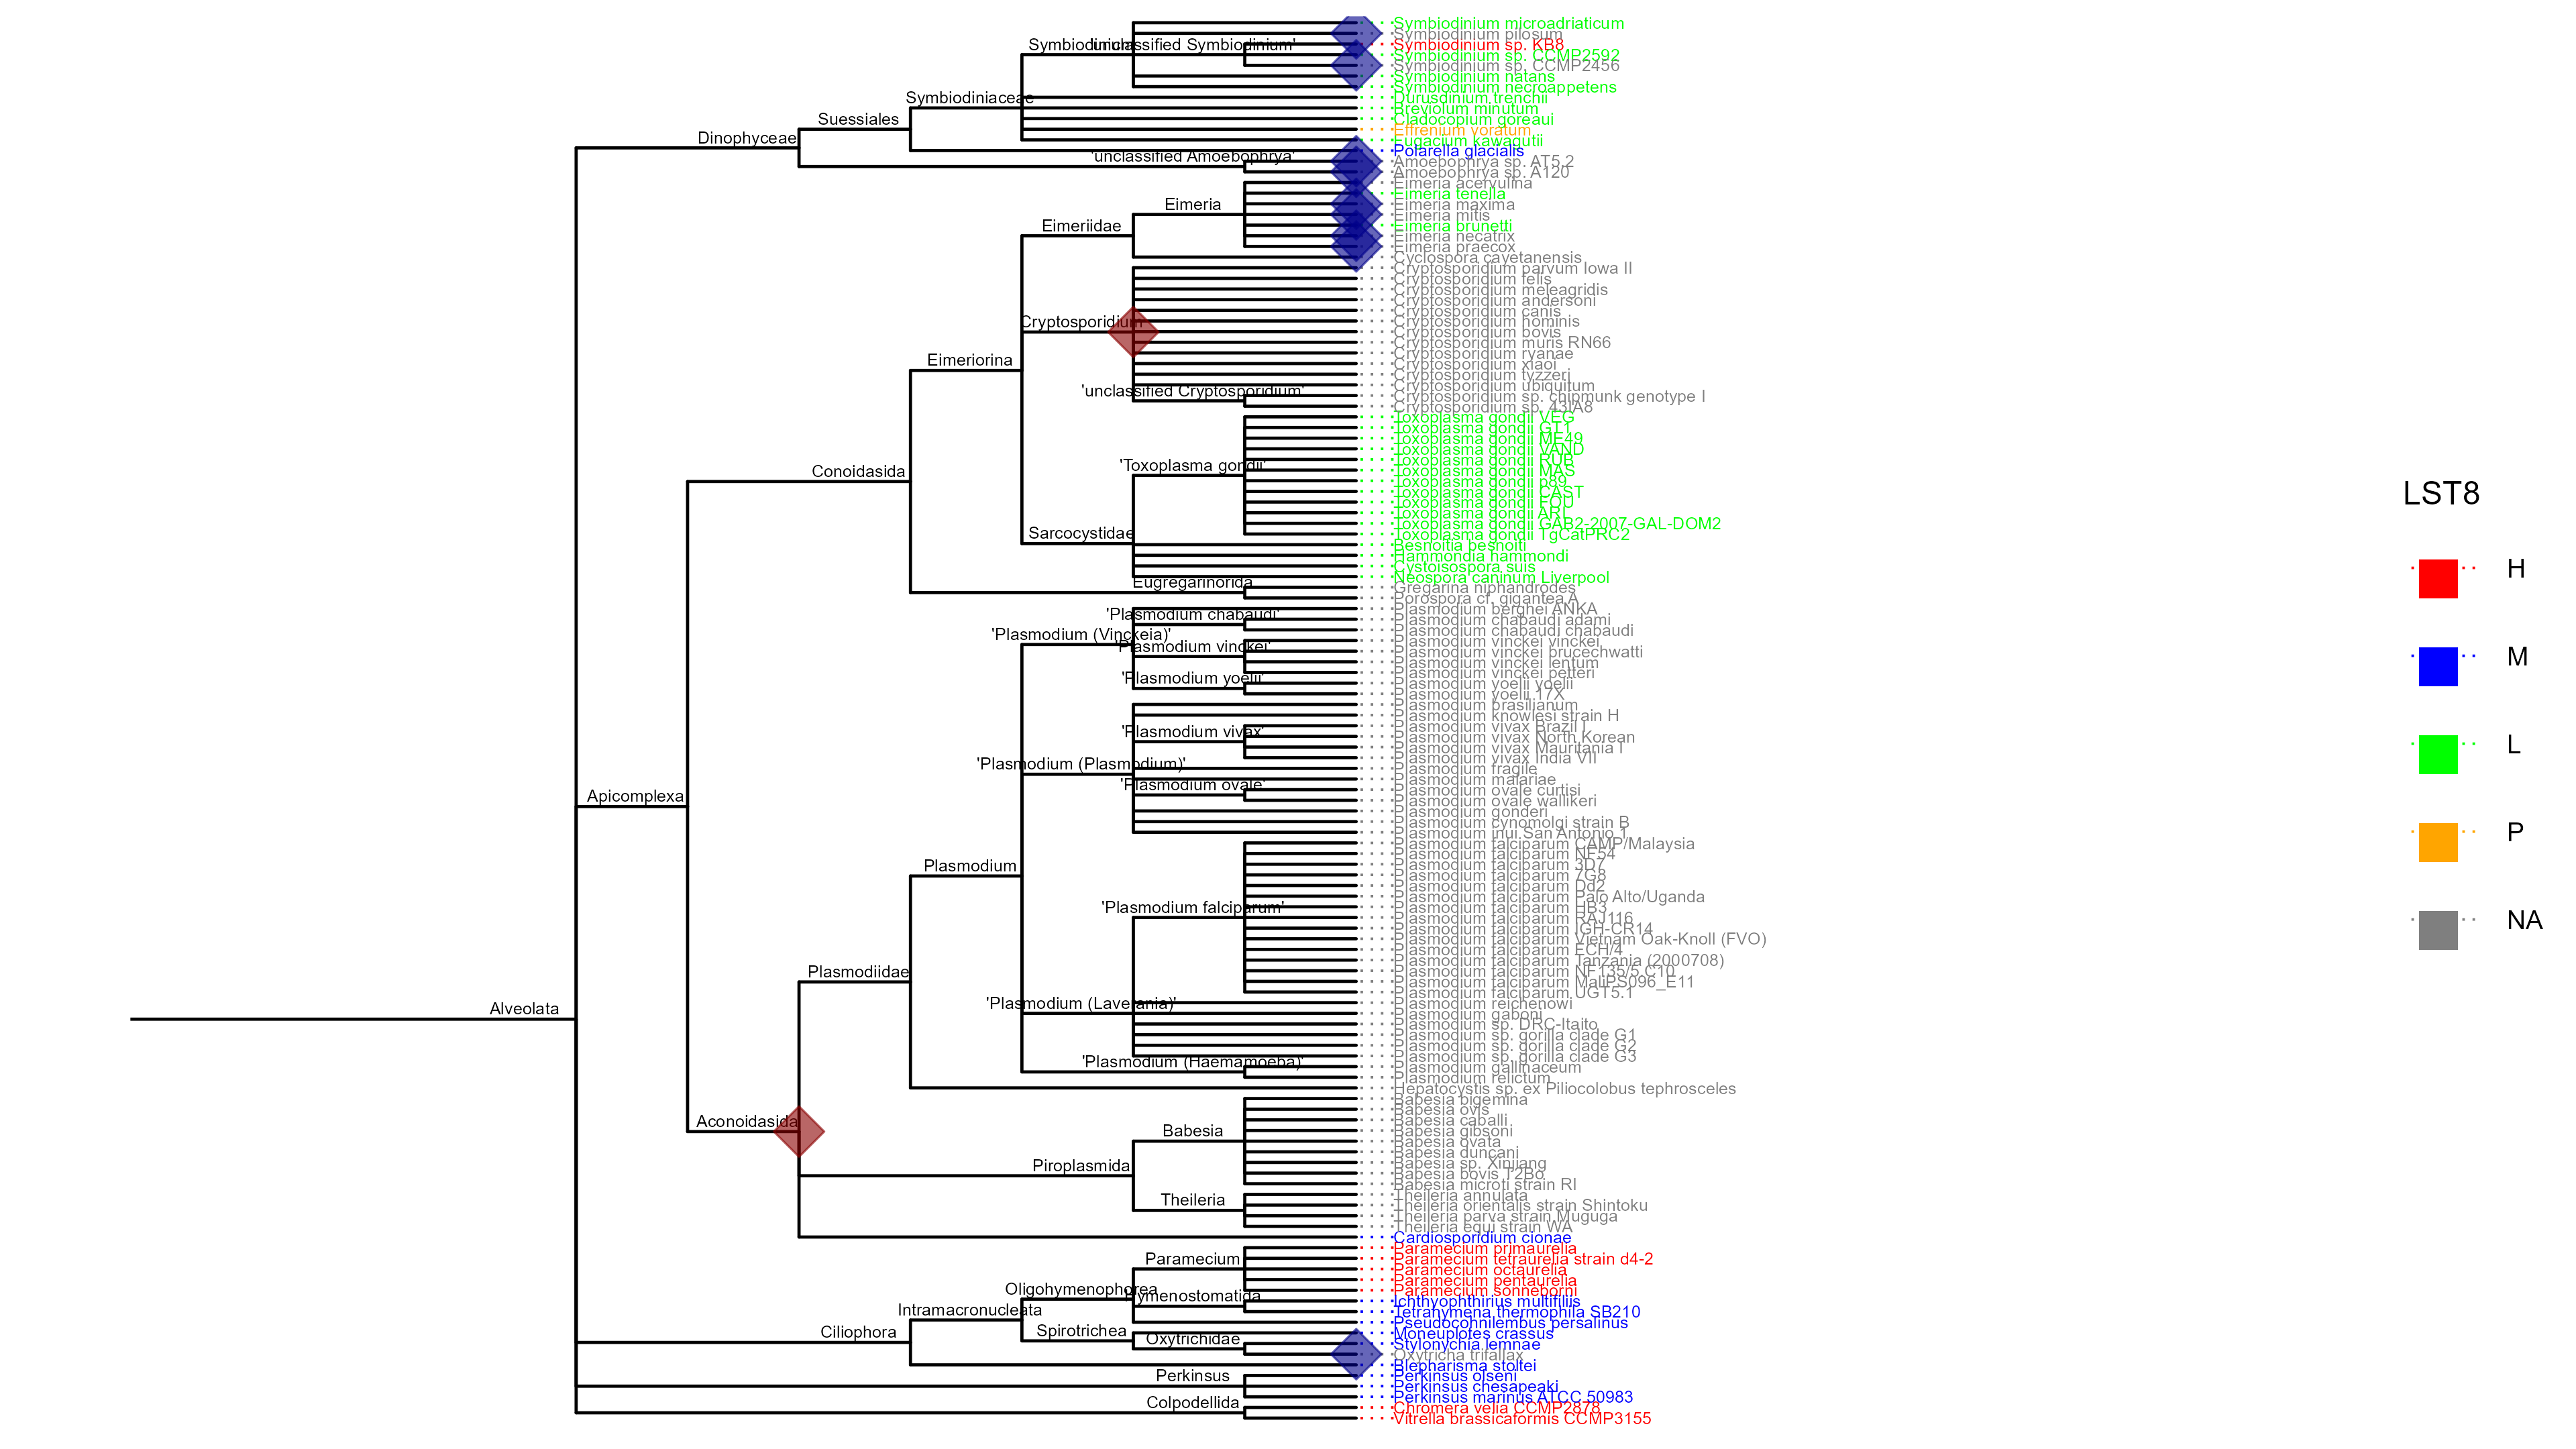 Symbiodinium microadriaticum
Symbiodinium pilosum
Symbiodinium 'unclassified Symbiodinium' Symbiodinium sp. KB8
Symbiodinium sp. CCMP2592
Symbiodinium sp. CCMP2456
Symbiodinium natans
Symbiodinium necroappetens
Symbiodiniaceae Durusdinium trenchii
Breviolum minutum
Suessiales Cladocopium goreaui
Effrenium voratum
Dinophyceae Fugacium kawagutii
Polarella glacialis
'unclassified Amoebophrya' Amoebophrya sp. AT5.2
Amoebophrya sp. A120
Eimeria acervulina
Eimeria tenella
Eimeria Eimeria maxima
Eimeria mitis
Eimeriidae Eimeria brunetti
Eimeria necatrix
Eimeria praecox
Cyclospora cayetanensis
Cryptosporidium parvum Iowa II
Cryptosporidium felis
Cryptosporidium meleagridis
Cryptosporidium andersoni
Cryptosporidium canis
Cryptosporidium Cryptosporidium hominis
Cryptosporidium bovis
Cryptosporidium muris RN66
Cryptosporidium ryanae
Eimeriorina Cryptosporidium xiaoi
Cryptosporidium tyzzeri
Cryptosporidium ubiquitum
'unclassified Cryptosporidium' Cryptosporidium sp. chipmunk genotype I
Cryptosporidium sp. 43IA8
Toxoplasma gondii VEG
Toxoplasma gondii GT1
Toxoplasma gondii ME49
Toxoplasma gondii VAND
'Toxoplasma gondii' Toxoplasma gondii RUB
Conoidasida Toxoplasma gondii MAS
Toxoplasma gondii p89
Toxoplasma gondii CAST
LST8
Toxoplasma gondii FOU
Toxoplasma gondii ARI
Toxoplasma gondii GAB2-2007-GAL-DOM2
Sarcocystidae Toxoplasma gondii TgCatPRC2
Besnoitia besnoiti
Hammondia hammondi
Cystoisospora suis
H
Neospora caninum Liverpool
Eugregarinorida Gregarina niphandrodes
Porospora cf. gigantea A
Plasmodium berghei ANKA
'Plasmodium chabaudi' Plasmodium chabaudi adami
Plasmodium chabaudi chabaudi
'Plasmodium (Vinckeia)' Plasmodium vinckei vinckei
'Plasmodium vinckei' Plasmodium vinckei brucechwatti
M
Plasmodium vinckei lentum
Plasmodium vinckei petteri
'Plasmodium yoelii' Plasmodium yoelii yoelii
Plasmodium yoelii 17X
Plasmodium brasilianum
Plasmodium knowlesi strain H
Plasmodium vivax Brazil I
'Plasmodium vivax' Plasmodium vivax North Korean
L
Plasmodium vivax Mauritania I
Plasmodium vivax India VII
'Plasmodium (Plasmodium)' Plasmodium fragile
Plasmodium malariae
'Plasmodium ovale' Plasmodium ovale curtisi
Apicomplexa Plasmodium ovale wallikeri
Plasmodium gonderi
Plasmodium cynomolgi strain B
Plasmodium inui San Antonio 1
P
Plasmodium falciparum CAMP/Malaysia
Plasmodium falciparum NF54
Plasmodium Plasmodium falciparum 3D7
Plasmodium falciparum 7G8
Plasmodium falciparum Dd2
Plasmodium falciparum Palo Alto/Uganda
'Plasmodium falciparum' Plasmodium falciparum HB3
Plasmodium falciparum RAJ116
NA
Plasmodium falciparum IGH-CR14
Plasmodium falciparum Vietnam Oak-Knoll (FVO)
Plasmodium falciparum ECH/4
Plasmodium falciparum Tanzania (2000708)
Plasmodiidae Plasmodium falciparum NF135/5.C10
Plasmodium falciparum MaliPS096_E11
Plasmodium falciparum UGT5.1
'Plasmodium (Laverania)' Plasmodium reichenowi
Alveolata Plasmodium gaboni
Plasmodium sp. DRC-Itaito
Plasmodium sp. gorilla clade G1
Plasmodium sp. gorilla clade G2
Plasmodium sp. gorilla clade G3
'Plasmodium (Haemamoeba)' Plasmodium gallinaceum
Plasmodium relictum
Hepatocystis sp. ex Piliocolobus tephrosceles
Babesia bigemina
Babesia ovis
Aconoidasida Babesia caballi
Babesia Babesia gibsoni
Babesia ovata
Babesia duncani
Piroplasmida Babesia sp. Xinjiang
Babesia bovis T2Bo
Babesia microti strain RI
Theileria Theileria annulata
Theileria orientalis strain Shintoku
Theileria parva strain Muguga
Theileria equi strain WA
Cardiosporidium cionae
Paramecium primaurelia
Paramecium Paramecium tetraurelia strain d4-2
Paramecium octaurelia
Paramecium pentaurelia
Oligohymenophorea Paramecium sonneborni
Hymenostomatida Ichthyophthirius multifiliis
Intramacronucleata Tetrahymena thermophila SB210
Pseudocohnilembus persalinus
Ciliophora Spirotrichea Moneuplotes crassus
Oxytrichidae Stylonychia lemnae
Oxytricha trifallax
Blepharisma stoltei
Perkinsus Perkinsus olseni
Perkinsus chesapeaki
Perkinsus marinus ATCC 50983
Colpodellida Chromera velia CCMP2878
Vitrella brassicaformis CCMP3155